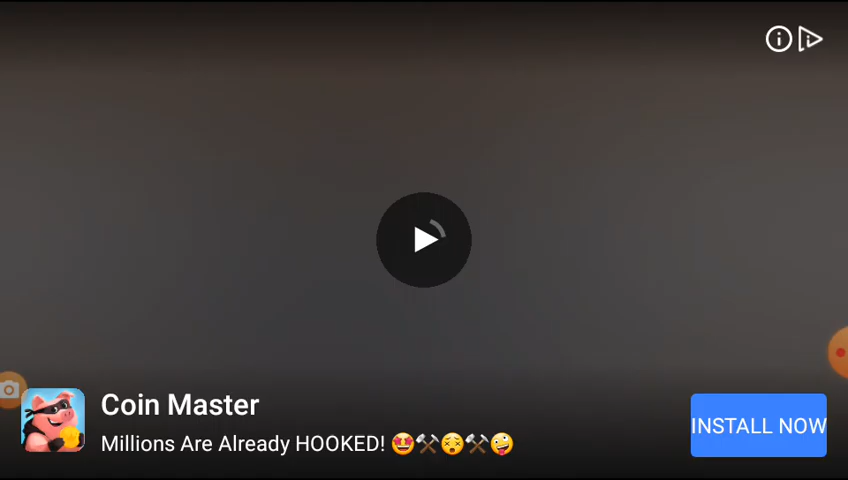 Coin Master
Millions Are Already HOOKED! 🤩⚒️😵⚒️🤪
INSTALL NOW